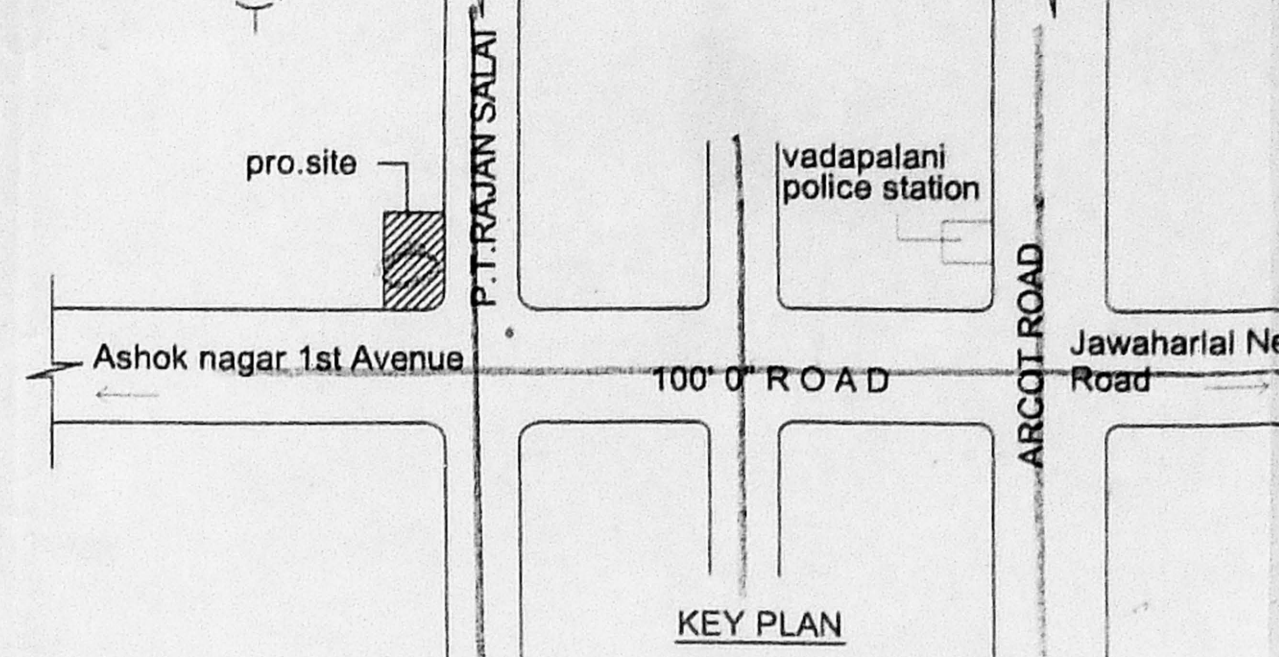 P.T.RAJAN SALAI
pro.site
vadapalani
police station
ARCOT ROAD
Ashok nagar 1st Avenue
100' 0" ROAD
Jawaharlal Ne
Road
KEY PLAN